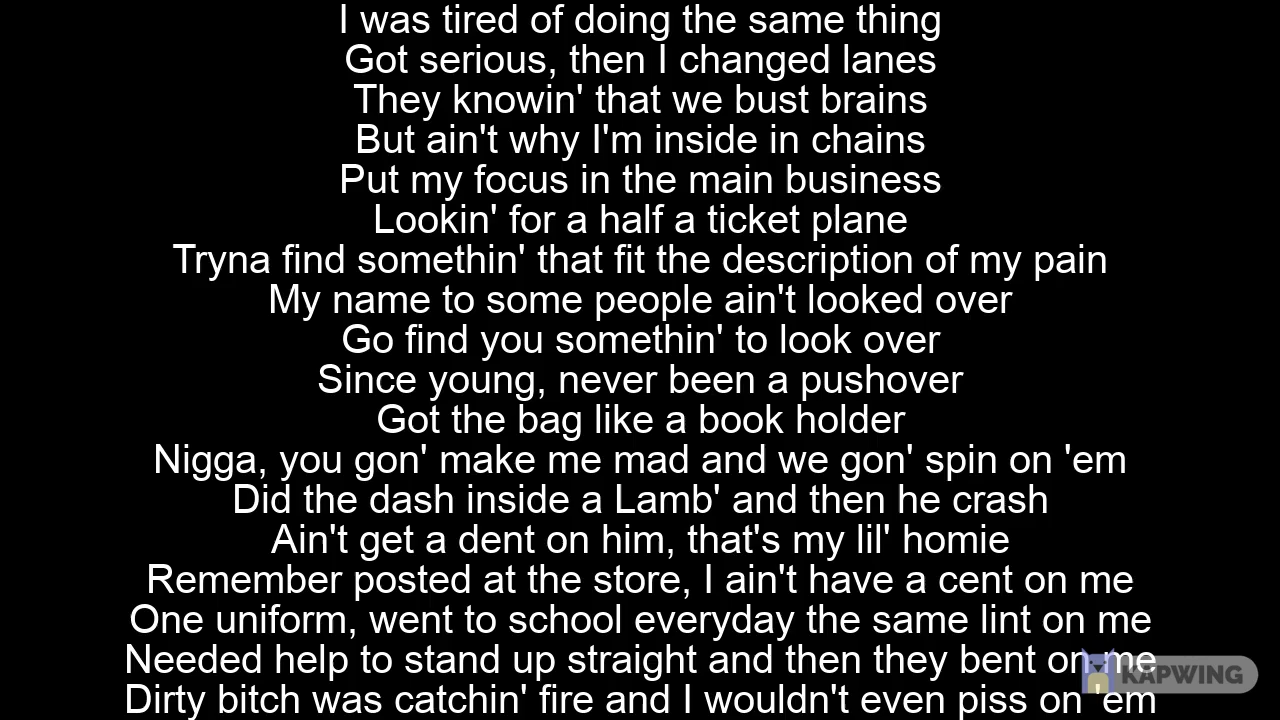 I was tired of doing the same thing
Got serious, then I changed lanes
They knowin' that we bust brains
But ain't why I'm inside in chains
Put my focus in the main business
Lookin' for a half a ticket plane
Tryna find somethin' that fit the description of my pain
My name to some people ain't looked over
Go find you somethin' to look over
Since young, never been a pushover
Got the bag like a book holder
Nigga, you gon' make me mad and we gon' spin on 'em
Did the dash inside a Lamb' and then he crash
Ain't get a dent on him, that's my lil' homie
Remember posted at the store, I ain't have a cent on me
One uniform, went to school everyday the same lint on me
Needed help to stand up straight and then they bent on me
Dirty bitch was catchin' fire and I wouldn't even piss on 'em
KAPWING